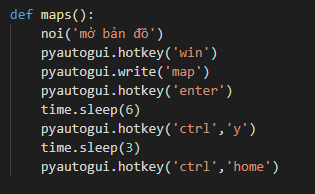 def maps():
    noi('mở bản đồ')
    pyautogui.hotkey('win')
    pyautogui.write('map')
    pyautogui.hotkey('enter')
    time.sleep(6)
    pyautogui.hotkey('ctrl','y')
    time.sleep(3)
    pyautogui.hotkey('ctrl','home')